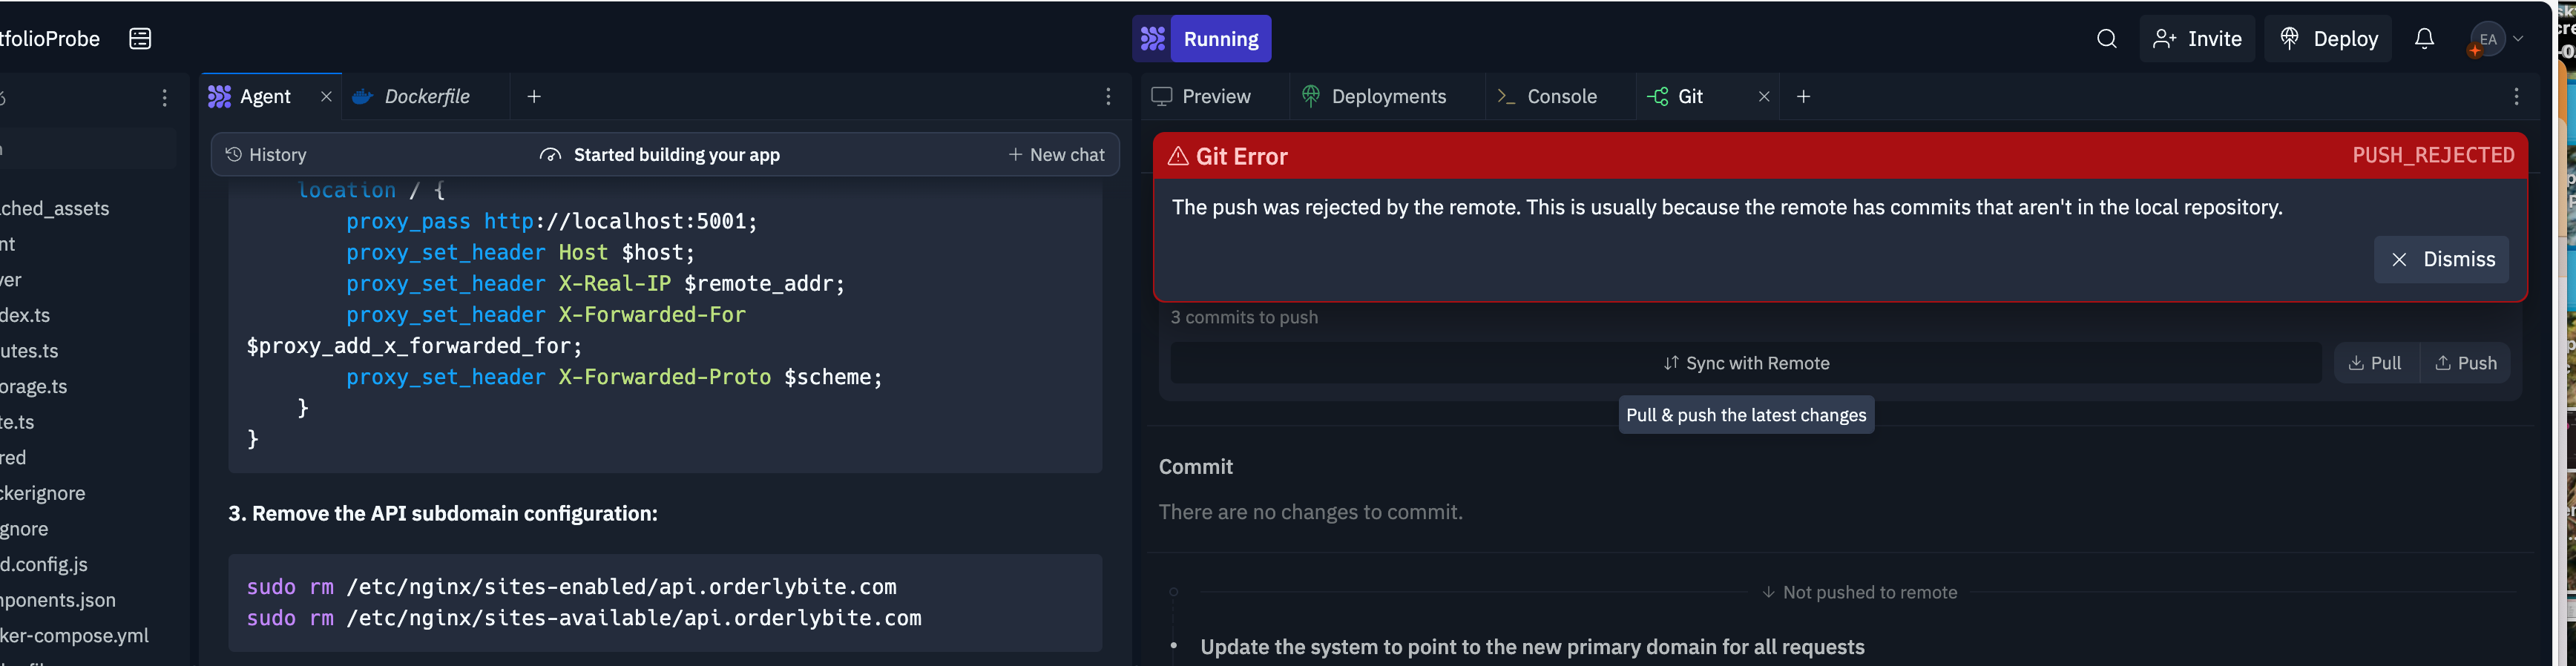 tfolioProbe
Running
Invite
Deploy
EA
Agent
Dockerfile
Preview
Deployments
Console
Git
History
Started building your app
New chat
Git Error
PUSH_REJECTED
The push was rejected by the remote. This is usually because the remote has commits that aren't in the local repository.
Dismiss
3 commits to push
Sync with Remote
Pull
Push
Pull & push the latest changes
Commit
There are no changes to commit.
Not pushed to remote
Update the system to point to the new primary domain for all requests
ched_assets
nt
ver
dex.ts
utes.ts
orage.ts
te.ts
red
ckerignore
gnore
d.config.js
nponents.json
ker-compose.yml
location / {
proxy_pass http://localhost:5001;
proxy_set_header Host $host;
proxy_set_header X-Real-IP $remote_addr;
proxy_set_header X-Forwarded-For
$proxy_add_x_forwarded_for;
proxy_set_header X-Forwarded-Proto $scheme;
}
}
3. Remove the API subdomain configuration:
sudo rm /etc/nginx/sites-enabled/api.orderlybite.com
sudo rm /etc/nginx/sites-available/api.orderlybite.com